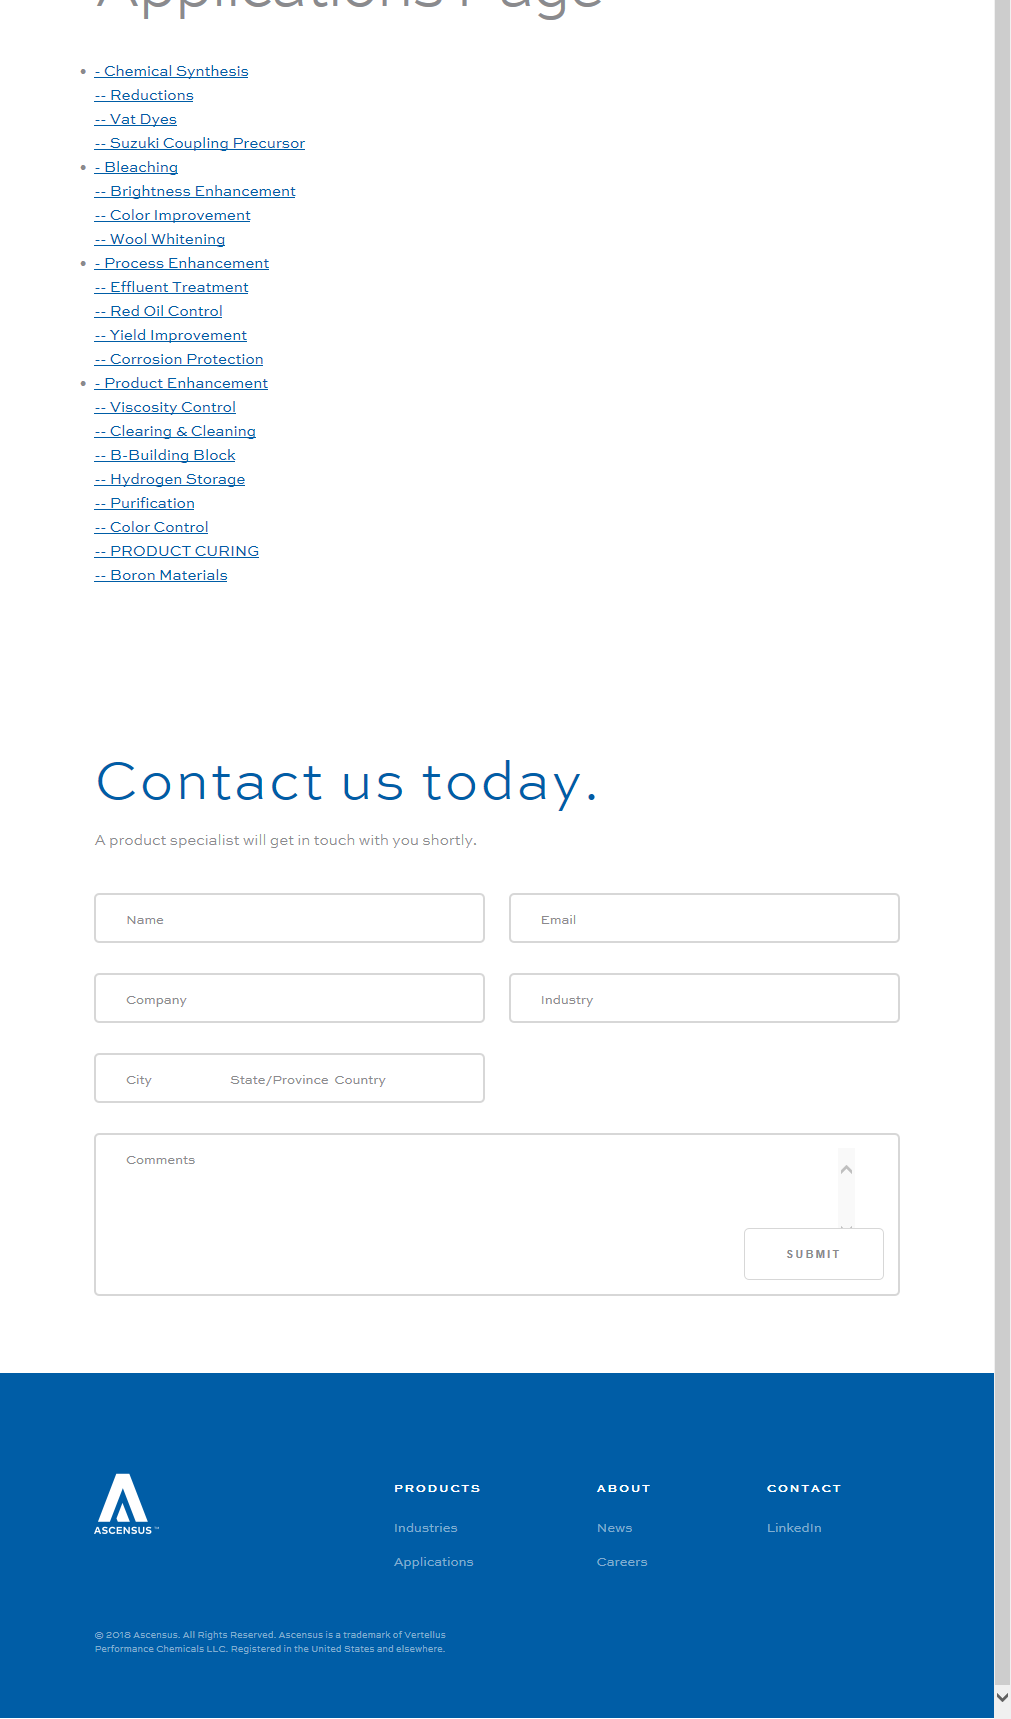 Applications Page
- Chemical Synthesis
-- Reductions
-- Vat Dyes
-- Suzuki Coupling Precursor
- Bleaching
-- Brightness Enhancement
-- Color Improvement
-- Wool Whitening
- Process Enhancement
-- Effluent Treatment
-- Red Oil Control
-- Yield Improvement
-- Corrosion Protection
- Product Enhancement
-- Viscosity Control
-- Clearing & Cleaning
-- B-Building Block
-- Hydrogen Storage
-- Purification
-- Color Control
-- PRODUCT CURING
-- Boron Materials
Contact us today.
A product specialist will get in touch with you shortly.
Name
Email
Company
Industry
City State/Province Country
Comments
SUBMIT
ASCENSUS™
PRODUCTS
Industries
Applications
ABOUT
News
Careers
CONTACT
LinkedIn
© 2018 Ascensus. All Rights Reserved. Ascensus is a trademark of Vertellus
Performance Chemicals LLC. Registered in the United States and elsewhere.